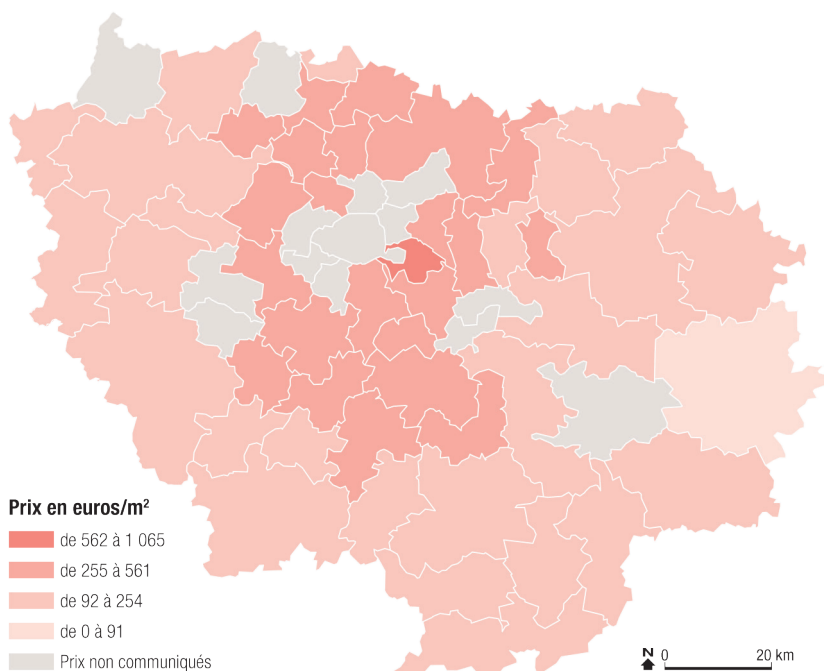 Prix en euros/m²
de 562 à 1 065
de 255 à 561
de 92 à 254
de 0 à 91
Prix non communiqués
N 0 20 km